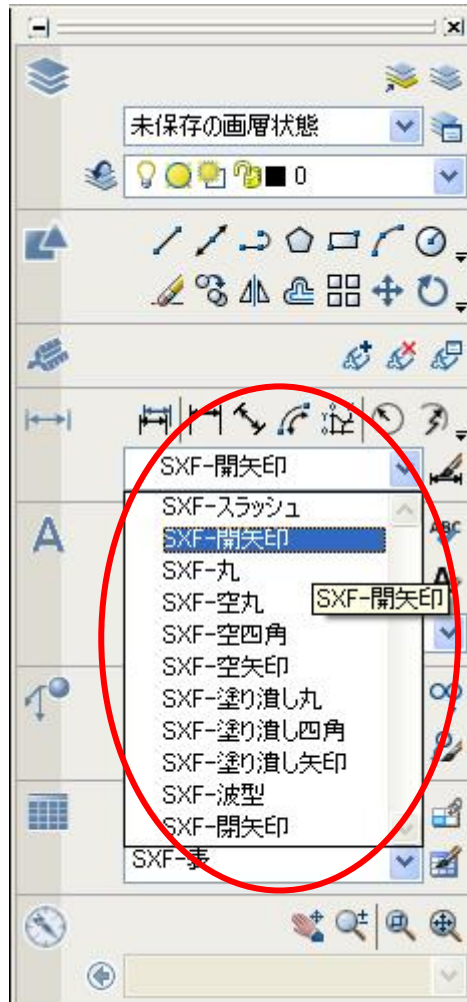 未保存の画層状態
0
SXF-開矢印
SXF-スラッシュ
SXF-開矢印
ABC
SXF-丸
A
A
SXF-空丸
SXF-開矢印
SXF-空四角
SXF-空矢印
SXF-塗り潰し丸
SXF-塗り潰し四角
SXF-塗り潰し矢印
SXF-波型
SXF-開矢印
SXF-表